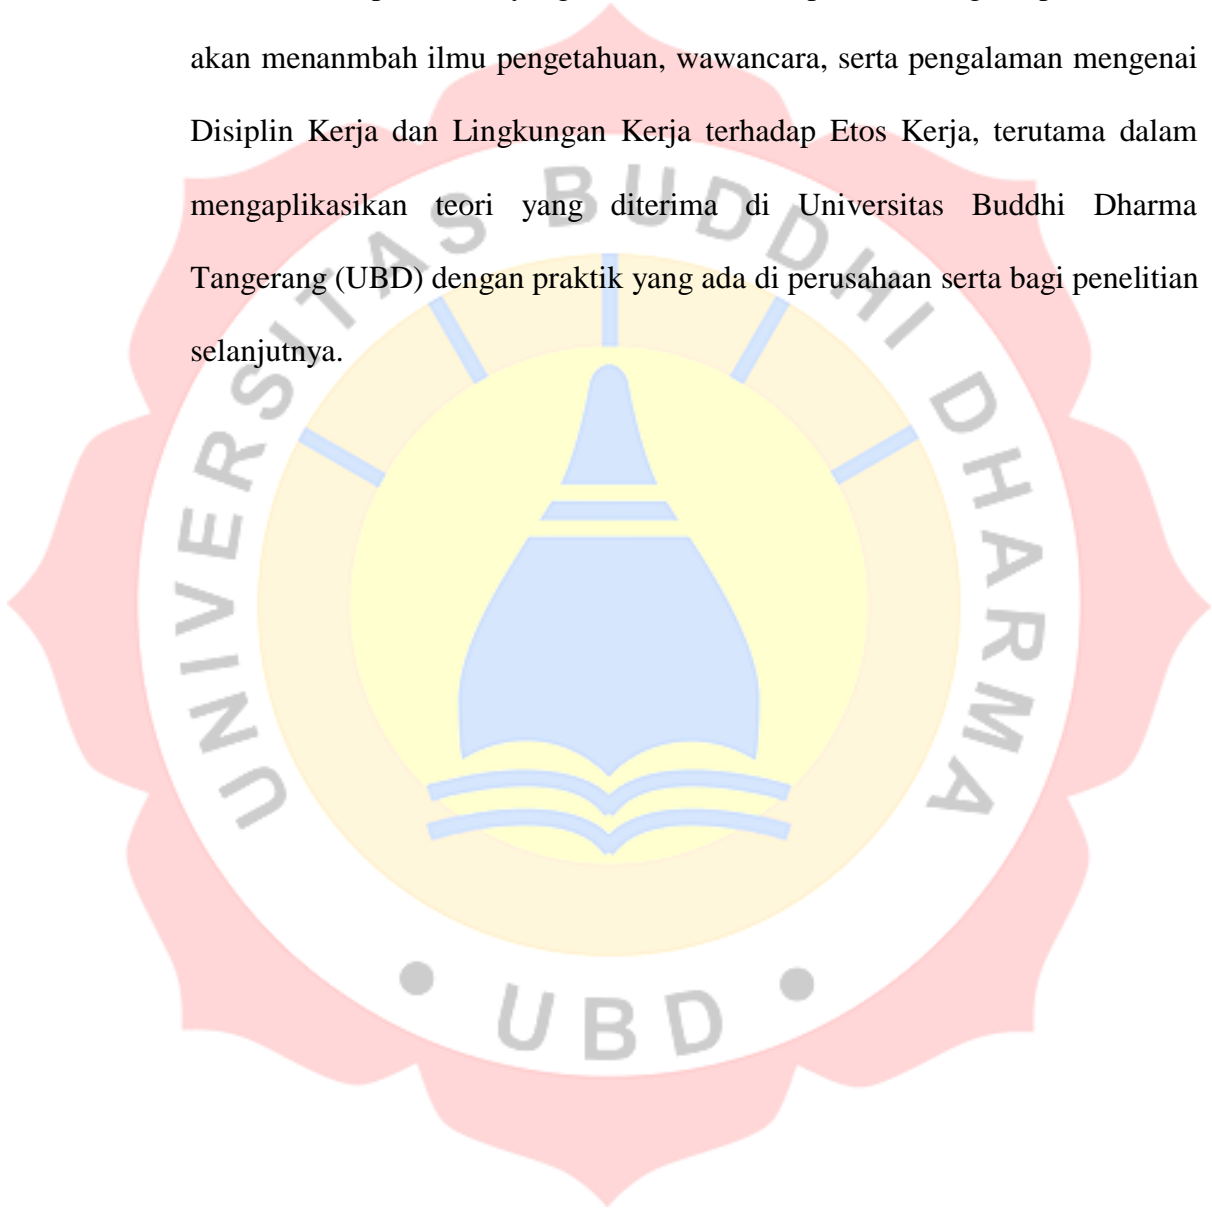 akan menanmbah ilmu pengetahuan, wawancara, serta pengalaman mengenai
Disiplin Kerja dan Lingkungan Kerja terhadap Etos Kerja, terutama dalam
mengaplikasikan teori yang diterima di Universitas Buddhi Dharma
Tangerang (UBD) dengan praktik yang ada di perusahaan serta bagi penelitian
selanjutnya.
UNIVERSITAS BUDDHI DHARMA
• UBD •